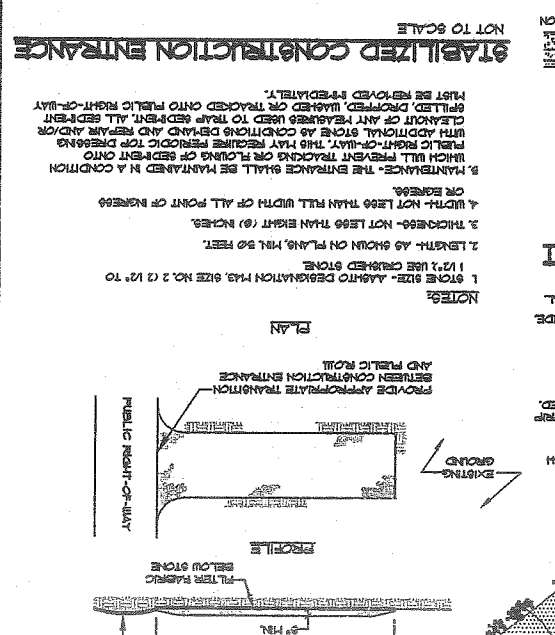 8" MIN.
FILTER FABRIC
BELOW STONE
PROFILE
EXISTING
GROUND
PUBLIC RIGHT-OF-WAY
PROVIDE APPROPRIATE TRANSITION
BETWEEN CONSTRUCTION ENTRANCE
AND PUBLIC R.O.W.
PLAN
NOTES:
1. STONE SIZE- AASHTO DESIGNATION M43, SIZE NO. 2 (2 1/2" TO
1 1/2"). USE CRUSHED STONE.
2. LENGTH- AS SHOWN ON PLANS, MIN. 50 FEET.
3. THICKNESS- NOT LESS THAN EIGHT (8) INCHES.
4. WIDTH- NOT LESS THAN FULL WIDTH OF ALL POINT OF INGRESS
OR EGRESS.
5. MAINTENANCE- THE ENTRANCE SHALL BE MAINTAINED IN A CONDITION
WHICH WILL PREVENT TRACKING OR FLOWING OF SEDIMENT ONTO
PUBLIC RIGHT-OF-WAY. THIS MAY REQUIRE PERIODIC TOP DRESSING
WITH ADDITIONAL STONE AS CONDITIONS DEMAND AND REPAIR AND/OR
CLEANOUT OF ANY MEASURES USED TO TRAP SEDIMENT. ALL SEDIMENT
SPILLED, DROPPED, WASHED OR TRACKED ONTO PUBLIC RIGHT-OF-WAY
MUST BE REMOVED IMMEDIATELY.
STABILIZED CONSTRUCTION ENTRANCE
NOT TO SCALE